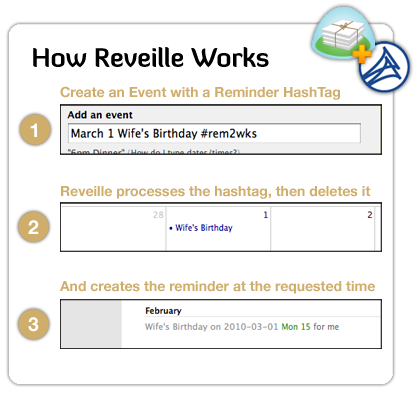 How Reveille Works
Create an Event with a Reminder HashTag
1
Add an event
March 1 Wife's Birthday #rem2wks
"6pm Dinner" (How do I type dates/times?)
Reveille processes the hashtag, then deletes it
2
28 1 2
• Wife's Birthday
And creates the reminder at the requested time
3
February
Wife's Birthday on 2010-03-01 Mon 15 for me